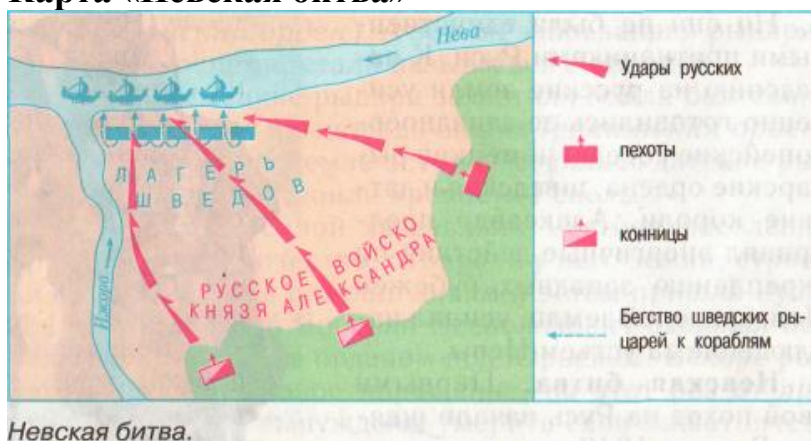 Карта «Невская битва»
Нева
Ижора
ЛАГЕРЬ
ШВЕДОВ
РУССКОЕ ВОЙСКО
КНЯЗЯ АЛЕКСАНДРА
Удары русских
пехоты
конницы
Бегство шведских ры-
царей к кораблям
Невская битва.